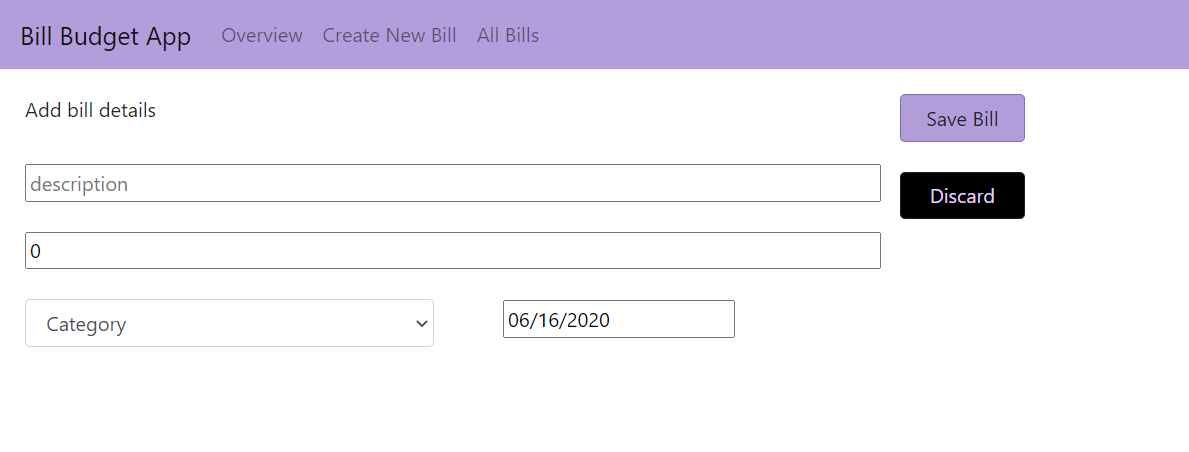 Bill Budget App Overview Create New Bill All Bills
Add bill details
Save Bill
description
Discard
0
Category
06/16/2020